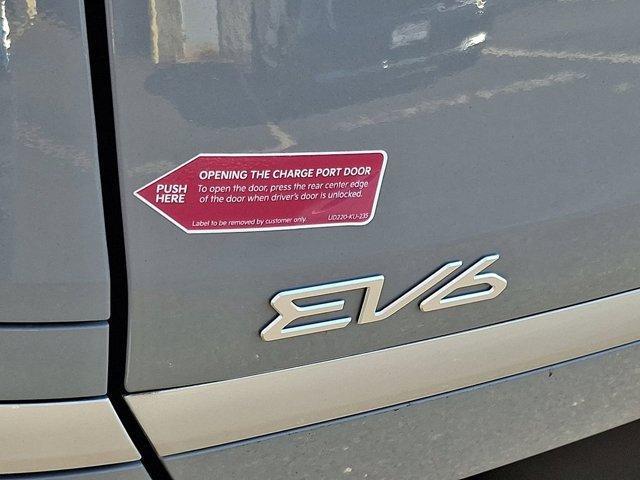 OPENING THE CHARGE PORT DOOR
PUSH HERE
To open the door, press the rear center edge
of the door when driver's door is unlocked.
Label to be removed by customer only. UD220-KU-235
EV6